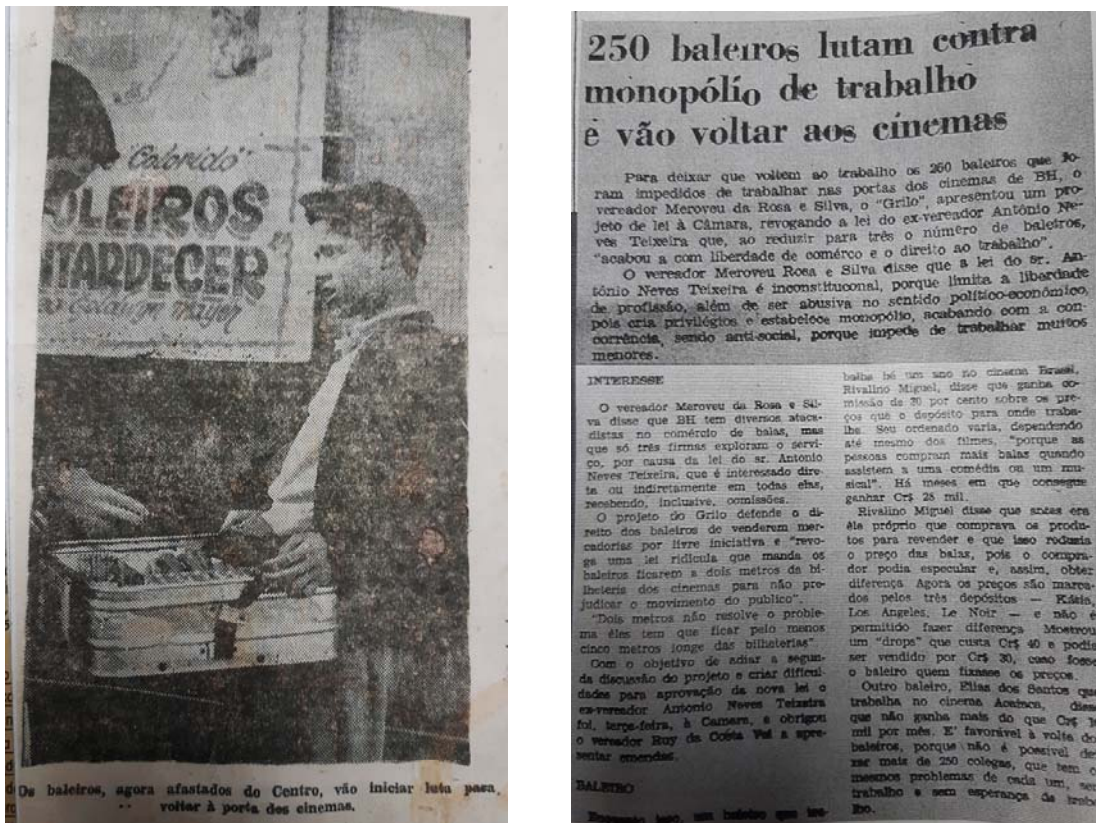 Colorido"
OLEIROS
NTARDECER
Os baleiros, agora afastados do Centro, vão iniciar luta para
voltar à porta dos cinemas.
250 baleiros lutam contra
monopólio de trabalho
e vão voltar aos cinemas
Para deixar que voltem ao trabalho os 250 baleiros que fo-
ram impedidos de trabalhar nas portas dos cinemas de BH, o
vereador Meroveu da Rosa e Silva, o "Grilo", apresentou um pro-
jeto de lei à Câmara, revogando a lei do ex-vereador Antônio Ne-
ves Teixeira que, ao reduzir para três o número de baleiros,
"acabou a com liberdade de comérco e o direito ao trabalho".
O vereador Meroveu Rosa e Silva disse que a lei do sr. An-
tônio Neves Teixeira é inconstituconal, porque limita a liberdade
de profissão, além de ser abusiva no sentido político-econômico,
pois cria privilégios e estabelece monopólio, acabando com a con-
corrência, sendo anti-social, porque impede de trabalhar muitos
menores.
INTERESSE
O vereador Meroveu da Rosa e Sil-
va disse que BH tem diversos ataca-
distas no comércio de balas, mas
que só três firmas exploram o servi-
ço, por causa da lei do sr. Antonio
Neves Teixeira, que é interessado dire-
ta ou indiretamente em todas elas,
recebendo, inclusive, comissões.
O projeto do Grilo defende o di-
reito dos baleiros de venderem mer-
cadorias por livre iniciativa e "revo-
ga uma lei ridicula que manda os
baleiros ficarem a dois metros da bi-
lheteria dos cinemas para não pre-
judicar o movimento do publico".
"Dois metros não resolve o proble-
ma êles tem que ficar pelo menos
cinco metros longe das bilheterias"
Com o objetivo de adiar a segun-
da discussão do projeto e criar dificul-
dades para aprovação da nova lei o
ex-vereador Antonio Neves Teixeira
foi, terça-feira, à Camara, e obrigou
o vereador Ruy da Costa Val a apre-
sentar emendas.
BALEIRO
Enquanto isso, um baleiro que tra-
balha há um ano no cinema Brasil,
Rivalino Miguel, disse que ganha co-
missão de 20 por cento sobre os pre-
ços que o depósito para onde traba-
lha. Seu ordenado varia, dependendo
até mesmo dos filmes, "porque as
pessoas compram mais balas quando
assistem a uma comédia ou um mu-
sical". Há meses em que consegue
ganhar Cr$ 25 mil.
Rivalino Miguel disse que antes era
êle próprio que comprava os produ-
tos para revender e que isso reduzia
o preço das balas, pois o compra-
dor podia especular e, assim, obter
diferença. Agora os preços são marca-
dos pelos três depósitos — Kátia,
Los Angeles, Le Noir — e não é
permitido fazer diferença Mostrou
um "drops" que custa Cr$ 40 e podia
ser vendido por Cr$ 30, caso fosse
o baleiro quem fixasse os preços.
Outro baleiro, Elias dos Santos que
trabalha no cinema Acaiaca, disse
que não ganha mais do que Cr$
mil por mês. E' favorável à volta do
baleiros, porque não é possivel de
xar mais de 250 colegas, que tem o
mesmos problemas de cada um, sem
trabalho e sem esperança de traba
lho.